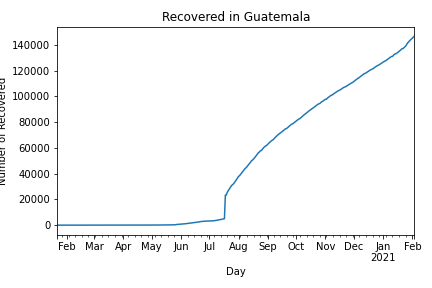 Recovered in Guatemala
Number of Recovered
140000
120000
100000
80000
60000
40000
20000
0
Feb Mar Apr May Jun Jul Aug Sep Oct Nov Dec Jan Feb
2021
Day